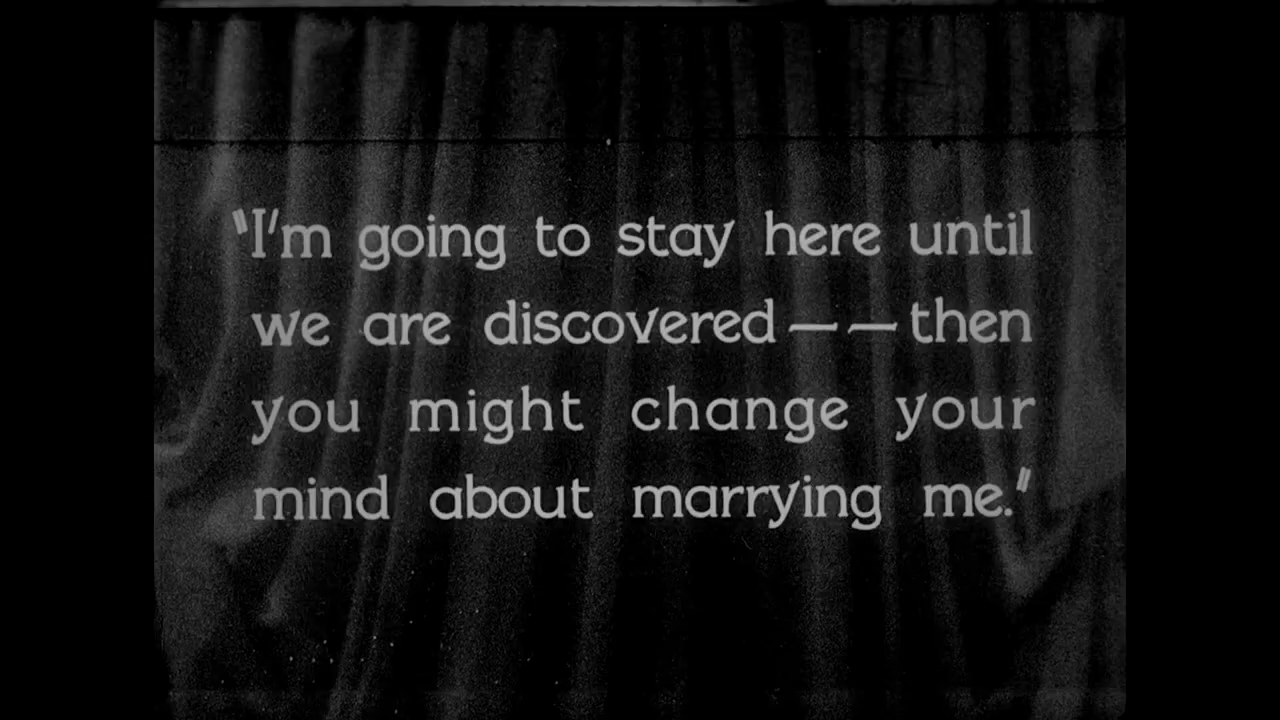 "I'm going to stay here until
we are discovered — — then
you might change your
mind about marrying me."